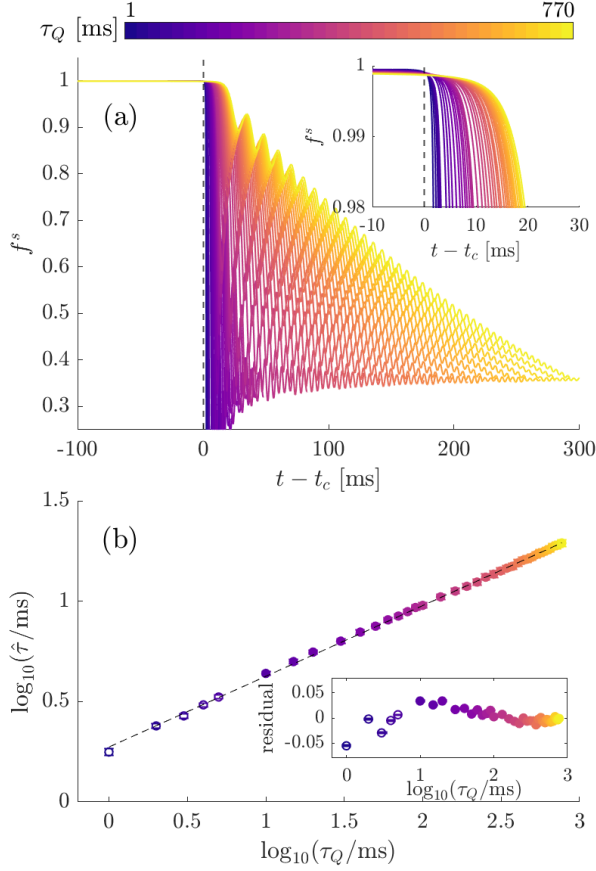 τ_Q [ms] 1 770
(a)
f^s
1
0.9
0.8
0.7
0.6
0.5
0.4
0.3
-100 0 100 200 300
t − t_c [ms]
f^s
1
0.99
0.98
-10 0 10 20 30
t − t_c [ms]
(b)
log₁₀(τ̂/ms)
1.5
1
0.5
0
0 0.5 1 1.5 2 2.5 3
log₁₀(τ_Q/ms)
residual
0.05
0
-0.05
0 1 2 3
log₁₀(τ_Q/ms)